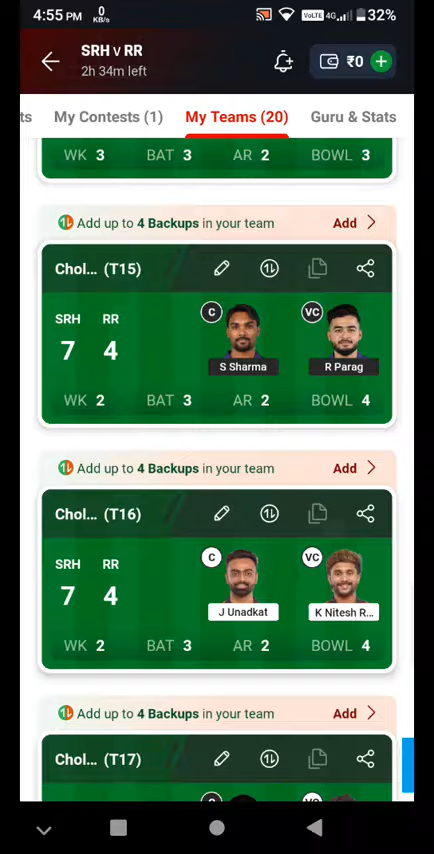 4:55 PM 0 KB/s VoLTE 4G 32%
SRH v RR
2h 34m left
₹0
ts My Contests (1) My Teams (20) Guru & Stats
WK 3 BAT 3 AR 2 BOWL 3
Add up to 4 Backups in your team Add
Chol... (T15)
C VC
SRH RR
7 4
S Sharma R Parag
WK 2 BAT 3 AR 2 BOWL 4
Add up to 4 Backups in your team Add
Chol... (T16)
C VC
SRH RR
7 4
J Unadkat K Nitesh R...
WK 2 BAT 3 AR 2 BOWL 4
Add up to 4 Backups in your team Add
Chol... (T17)